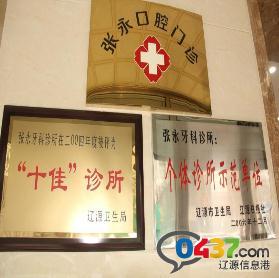 张永口腔门诊
张永牙科诊所在二00四年度被评为
“十佳”诊所
辽源卫生局
张永牙科诊所：
个体诊所示范单位
辽源市卫生局
0437.com
辽源信息港